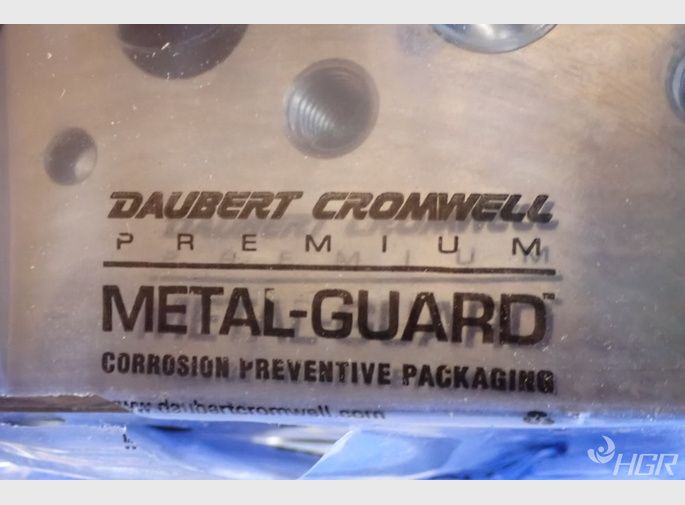 DAUBERT CROMWELL
PREMIUM
METAL-GUARD™
CORROSION PREVENTIVE PACKAGING
www.daubertcromwell.com
HGR